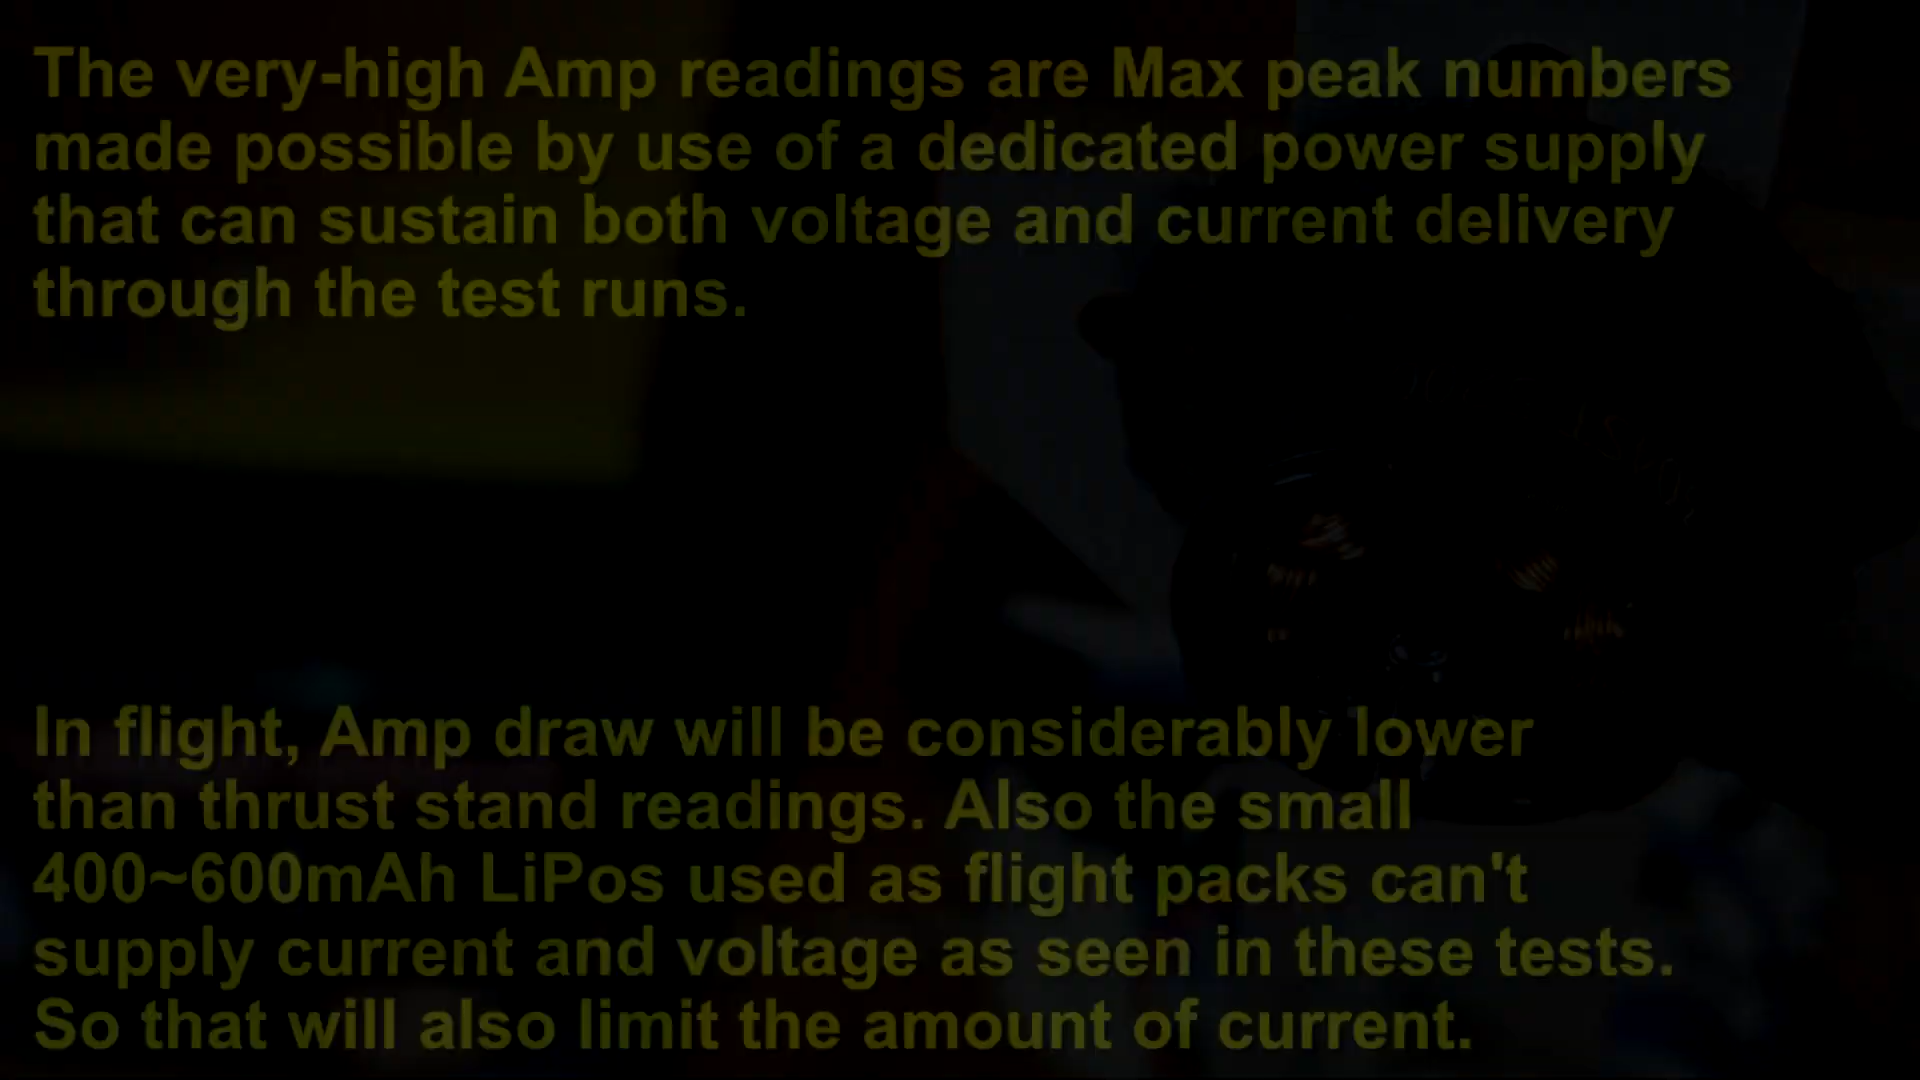 The very-high Amp readings are Max peak numbers
made possible by use of a dedicated power supply
that can sustain both voltage and current delivery
through the test runs.
In flight, Amp draw will be considerably lower
than thrust stand readings. Also the small
400~600mAh LiPos used as flight packs can't
supply current and voltage as seen in these tests.
So that will also limit the amount of current.